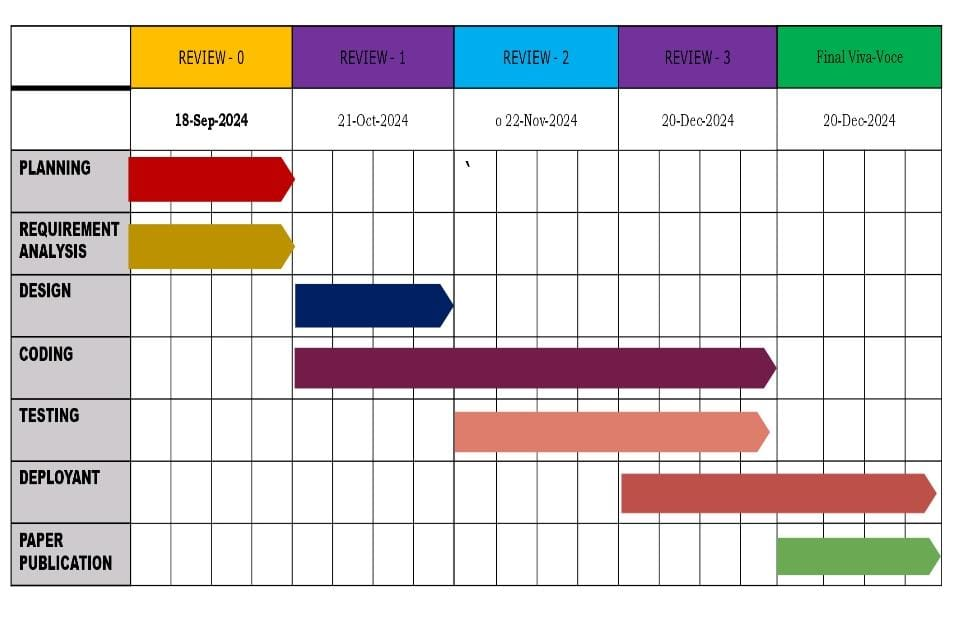 REVIEW - 0
REVIEW - 1
REVIEW - 2
REVIEW - 3
Final Viva-Voce
18-Sep-2024
21-Oct-2024
o 22-Nov-2024
20-Dec-2024
20-Dec-2024
PLANNING
`
REQUIREMENT
ANALYSIS
DESIGN
CODING
TESTING
DEPLOYANT
PAPER
PUBLICATION